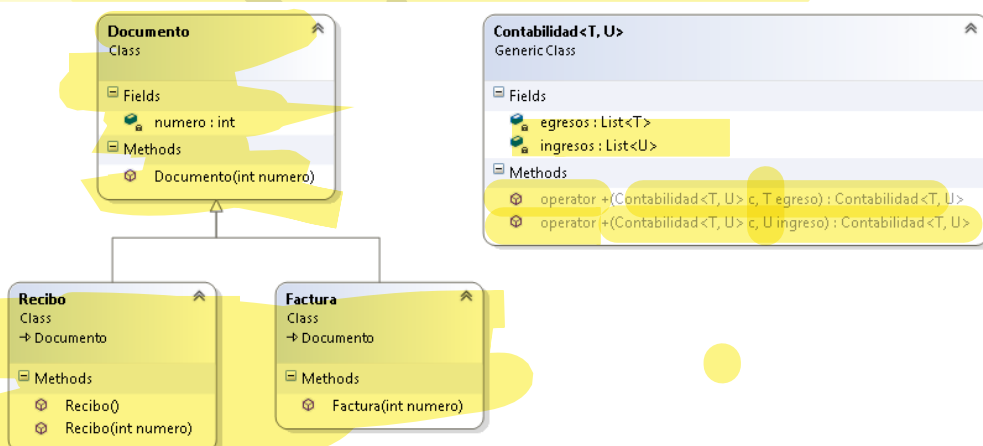 Documento
Class
Fields
numero : int
Methods
Documento(int numero)
Contabilidad<T, U>
Generic Class
Fields
egresos : List<T>
ingresos : List<U>
Methods
operator +(Contabilidad<T, U> c, T egreso) : Contabilidad<T, U>
operator +(Contabilidad<T, U> c, U ingreso) : Contabilidad<T, U>
Recibo
Class
Documento
Methods
Recibo()
Recibo(int numero)
Factura
Class
Documento
Methods
Factura(int numero)